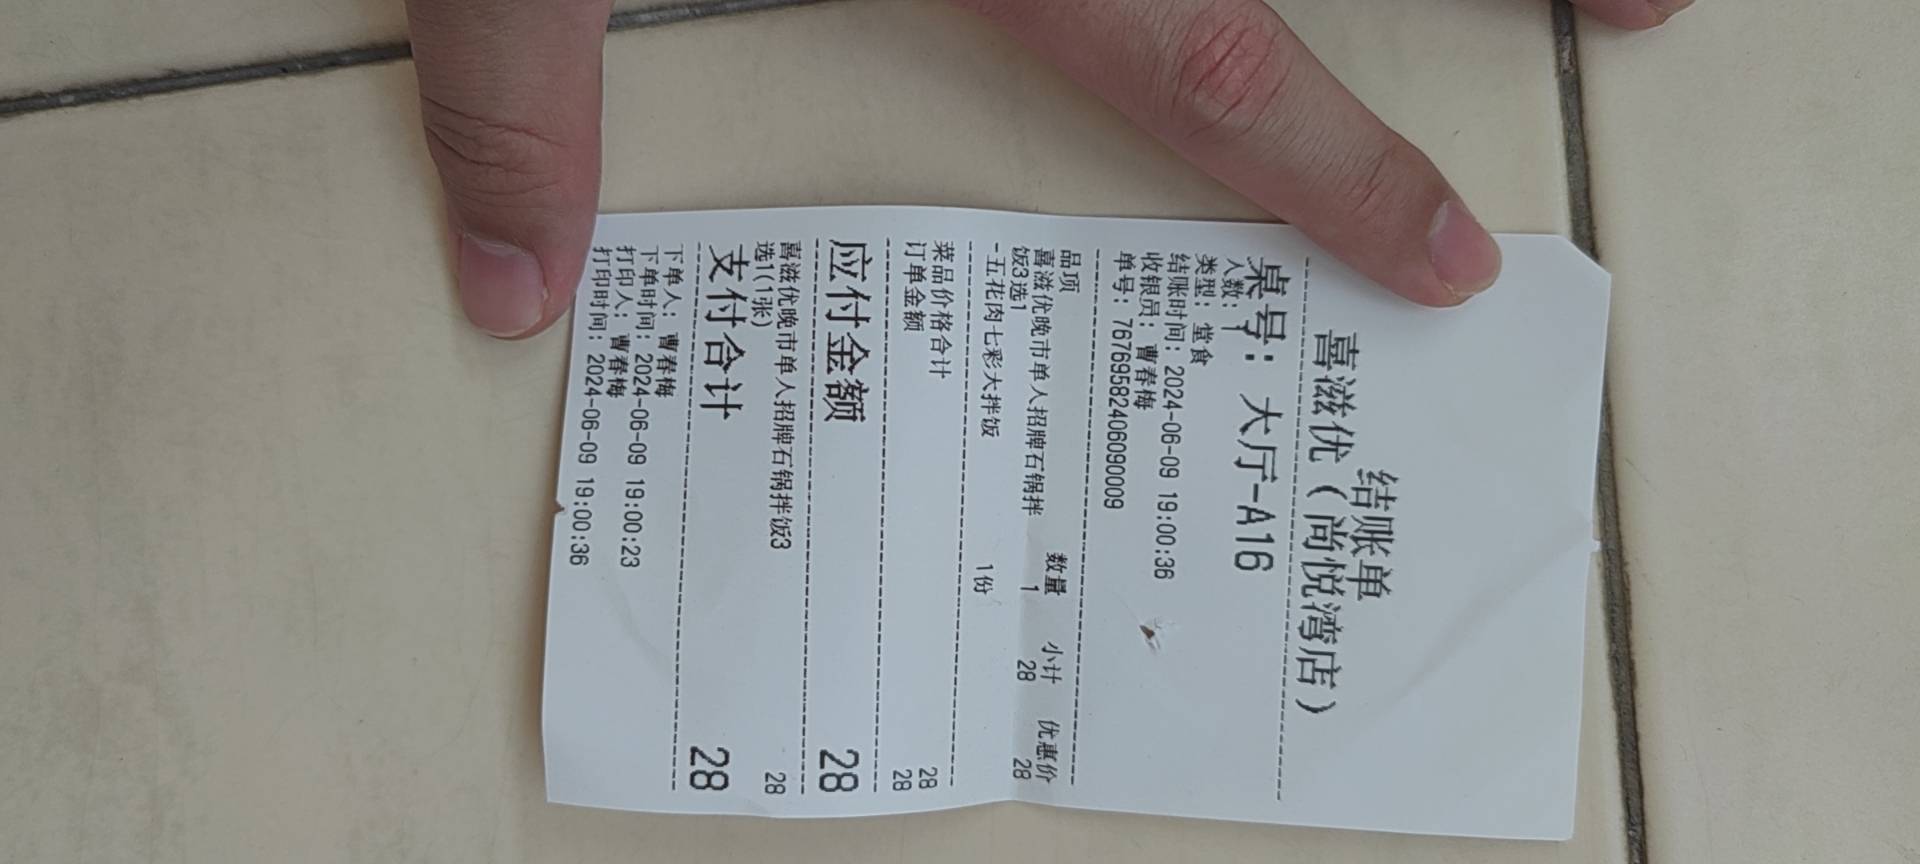 结账单
喜滋优（尚悦湾店）
桌号：大厅-A16
人数：1
类型：堂食
结账时间：2024-06-09 19:00:36
收银员：曹春梅
单号：76769582406090009
品项 数量 小计 优惠价
喜滋优晚市单人招牌石锅拌 1 28 28
饭3选1
-五花肉七彩大拌饭 1份
菜品价格合计 28
订单金额 28
应付金额 28
喜滋优晚市单人招牌石锅拌饭3 28
选1(1张)
支付合计 28
下单人：曹春梅
下单时间：2024-06-09 19:00:23
打印人：曹春梅
打印时间：2024-06-09 19:00:36